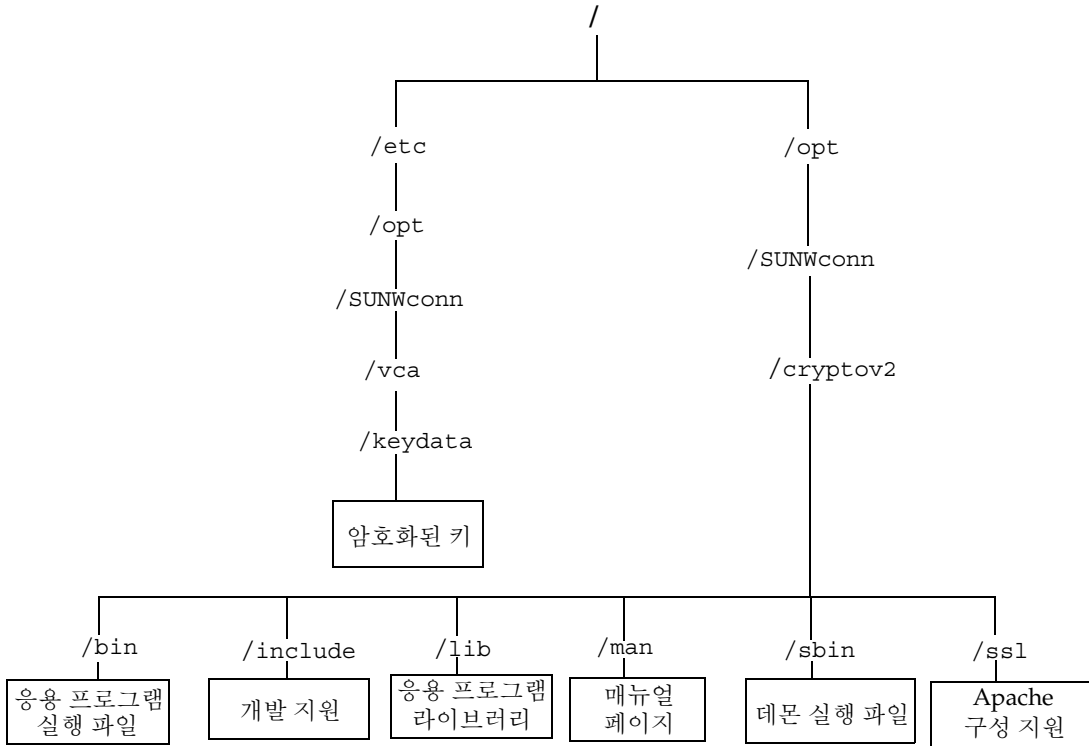 /
/etc
/opt
/opt
/SUNWconn
/SUNWconn
/vca
/cryptov2
/keydata
암호화된 키
/bin
/include
/lib
/man
/sbin
/ssl
응용 프로그램
실행 파일
개발 지원
응용 프로그램
라이브러리
매뉴얼
페이지
데몬 실행 파일
Apache
구성 지원